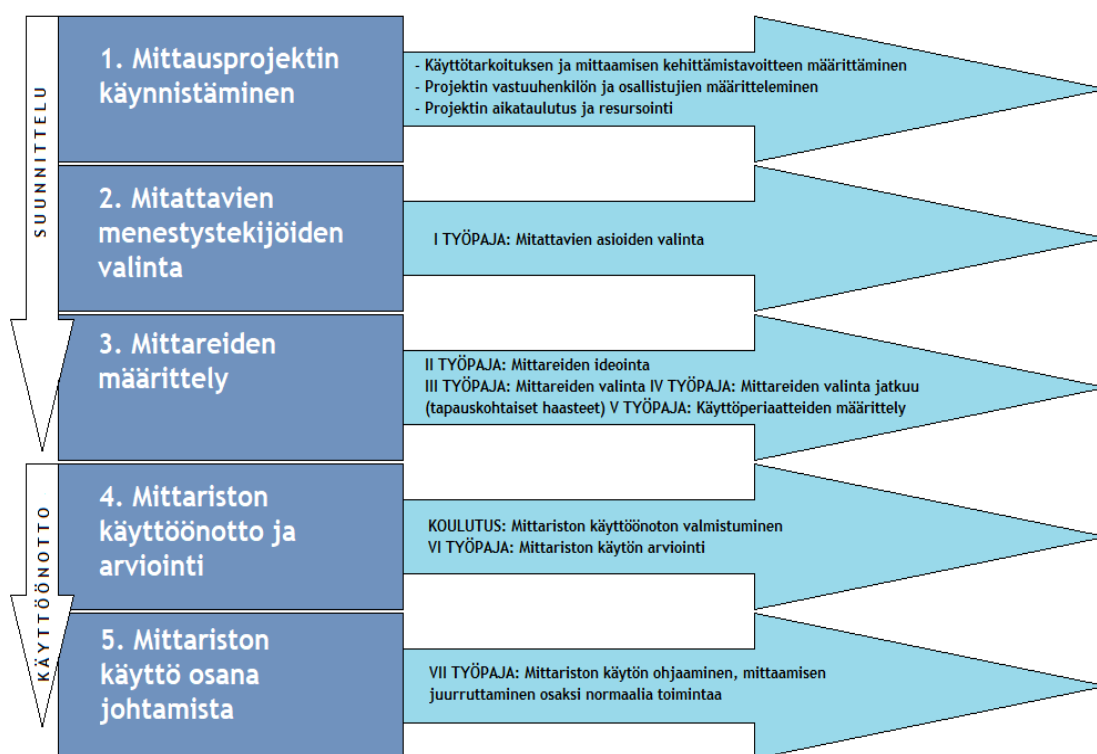 SUUNNITTELU
1. Mittausprojektin
käynnistäminen
- Käyttötarkoituksen ja mittaamisen kehittämistavoitteen määrittäminen
- Projektin vastuuhenkilön ja osallistujien määritteleminen
- Projektin aikataulutus ja resursointi
2. Mitattavien
menestystekijöiden
valinta
I TYÖPAJA: Mitattavien asioiden valinta
3. Mittareiden
määrittely
II TYÖPAJA: Mittareiden ideointa
III TYÖPAJA: Mittareiden valinta IV TYÖPAJA: Mittareiden valinta jatkuu
(tapauskohtaiset haasteet) V TYÖPAJA: Käyttöperiaatteiden määrittely
KÄYTTÖÖNOTTO
4. Mittariston
käyttöönotto ja
arviointi
KOULUTUS: Mittariston käyttöönoton valmistuminen
VI TYÖPAJA: Mittariston käytön arviointi
5. Mittariston
käyttö osana
johtamista
VII TYÖPAJA: Mittariston käytön ohjaaminen, mittaamisen
juurruttaminen osaksi normaalia toimintaa